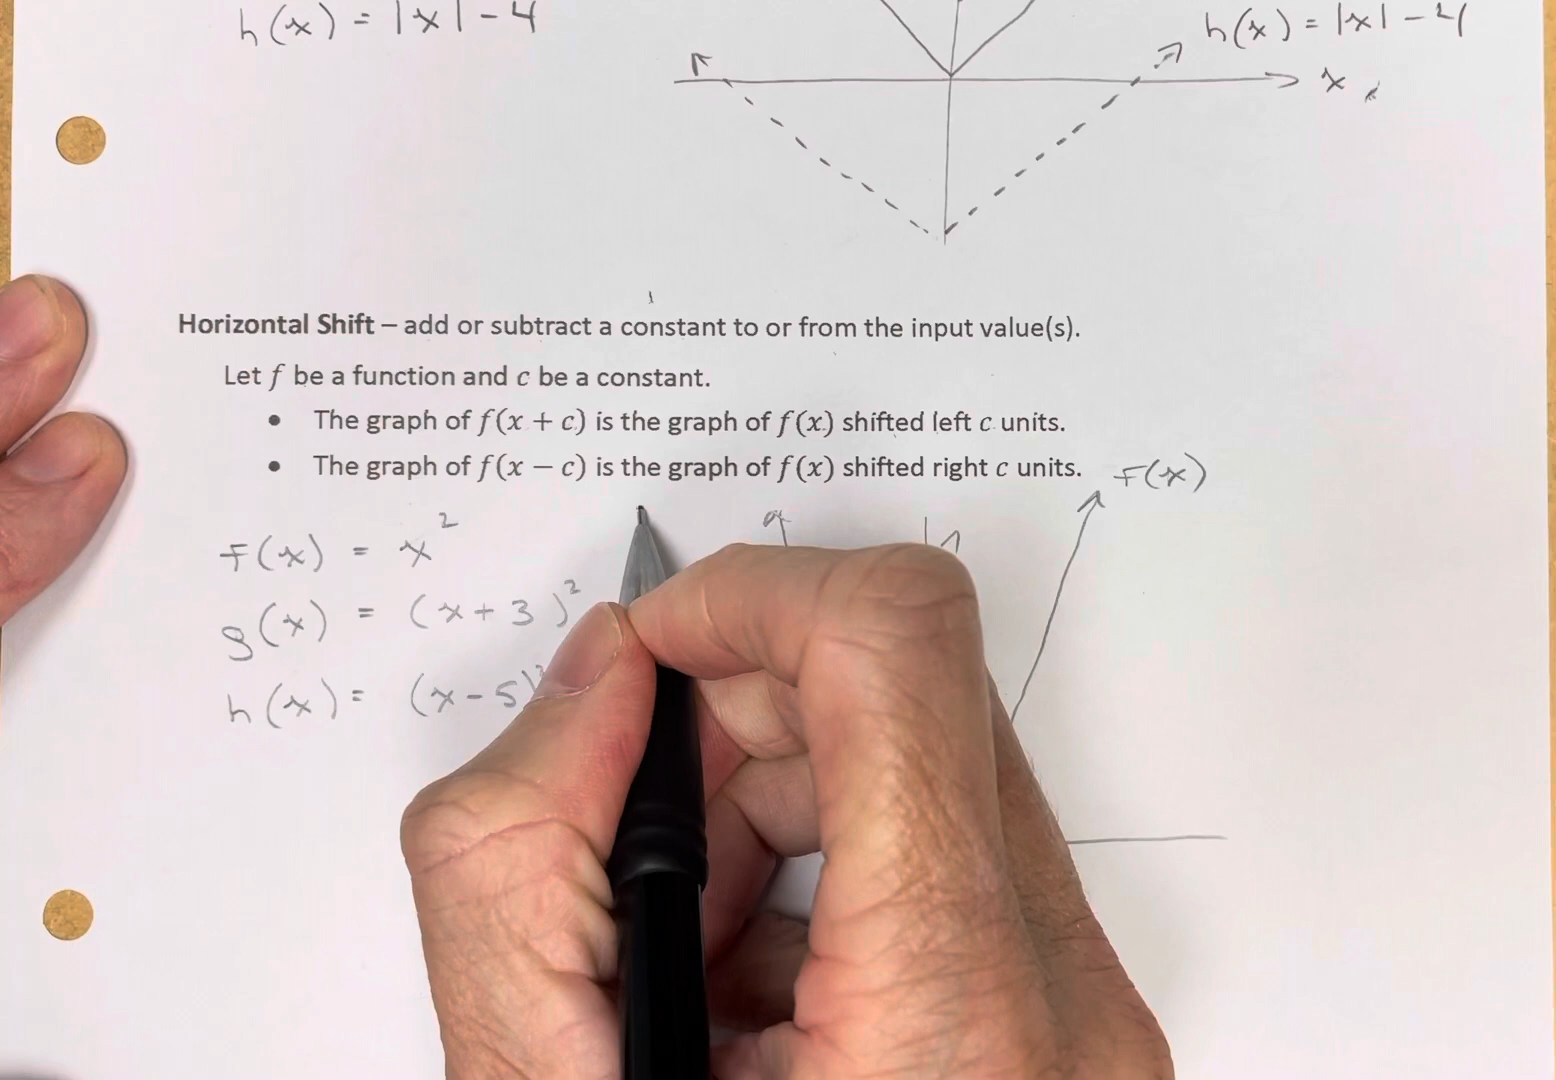 h(x) = |x| - 4
h(x) = |x| - 4
x
Horizontal Shift – add or subtract a constant to or from the input value(s).
Let f be a function and c be a constant.
• The graph of f(x + c) is the graph of f(x) shifted left c units.
• The graph of f(x − c) is the graph of f(x) shifted right c units.
f(x)
f(x) = x²
g(x) = (x+3)²
h(x) = (x-5)²